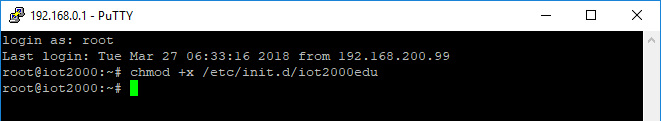 192.168.0.1 - PuTTY
login as: root
Last login: Tue Mar 27 06:33:16 2018 from 192.168.200.99
root@iot2000:~# chmod +x /etc/init.d/iot2000edu
root@iot2000:~#